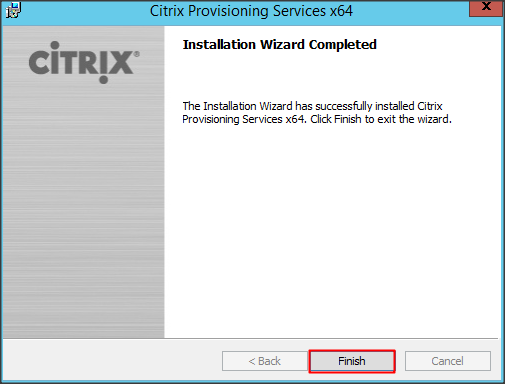 Citrix Provisioning Services x64
X
CITRIX®
Installation Wizard Completed
The Installation Wizard has successfully installed Citrix
Provisioning Services x64. Click Finish to exit the wizard.
< Back
Finish
Cancel